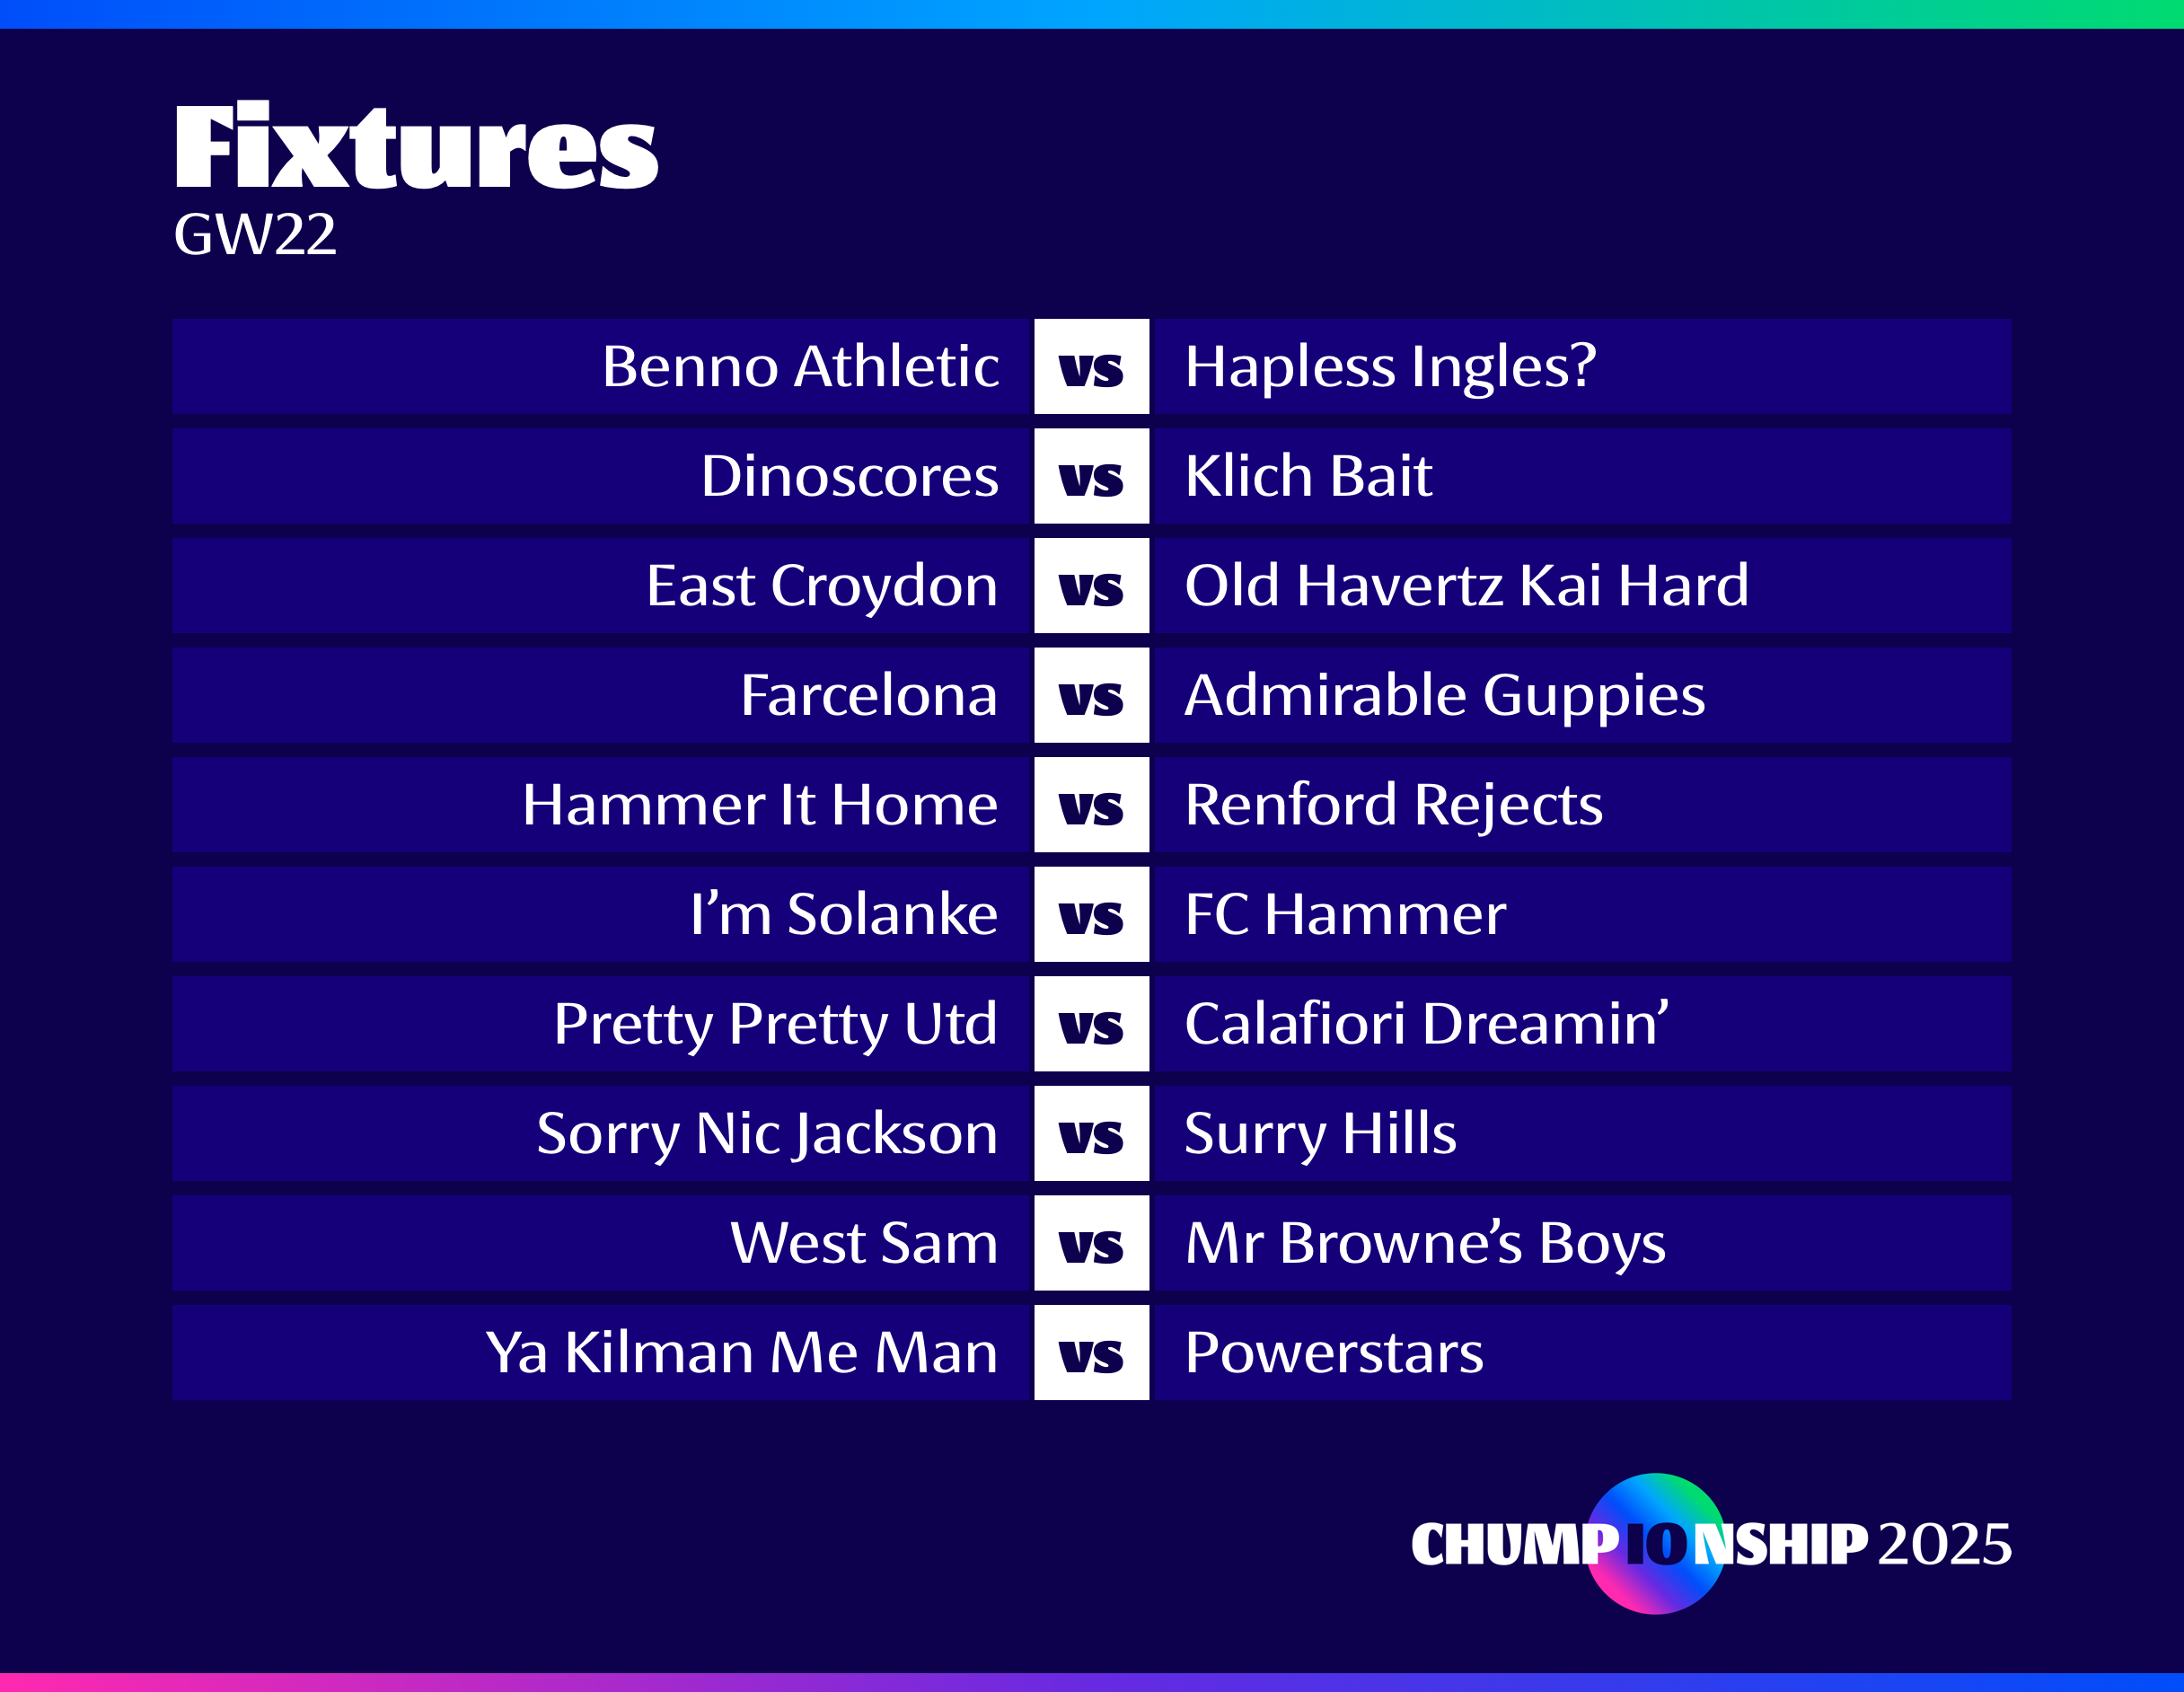 Fixtures
GW22
Benno Athletic vs Hapless Ingles?
Dinoscores vs Klich Bait
East Croydon vs Old Havertz Kai Hard
Farcelona vs Admirable Guppies
Hammer It Home vs Renford Rejects
I’m Solanke vs FC Hammer
Pretty Pretty Utd vs Calafiori Dreamin’
Sorry Nic Jackson vs Surry Hills
West Sam vs Mr Browne’s Boys
Ya Kilman Me Man vs Powerstars
CHUMPIONSHIP 2025